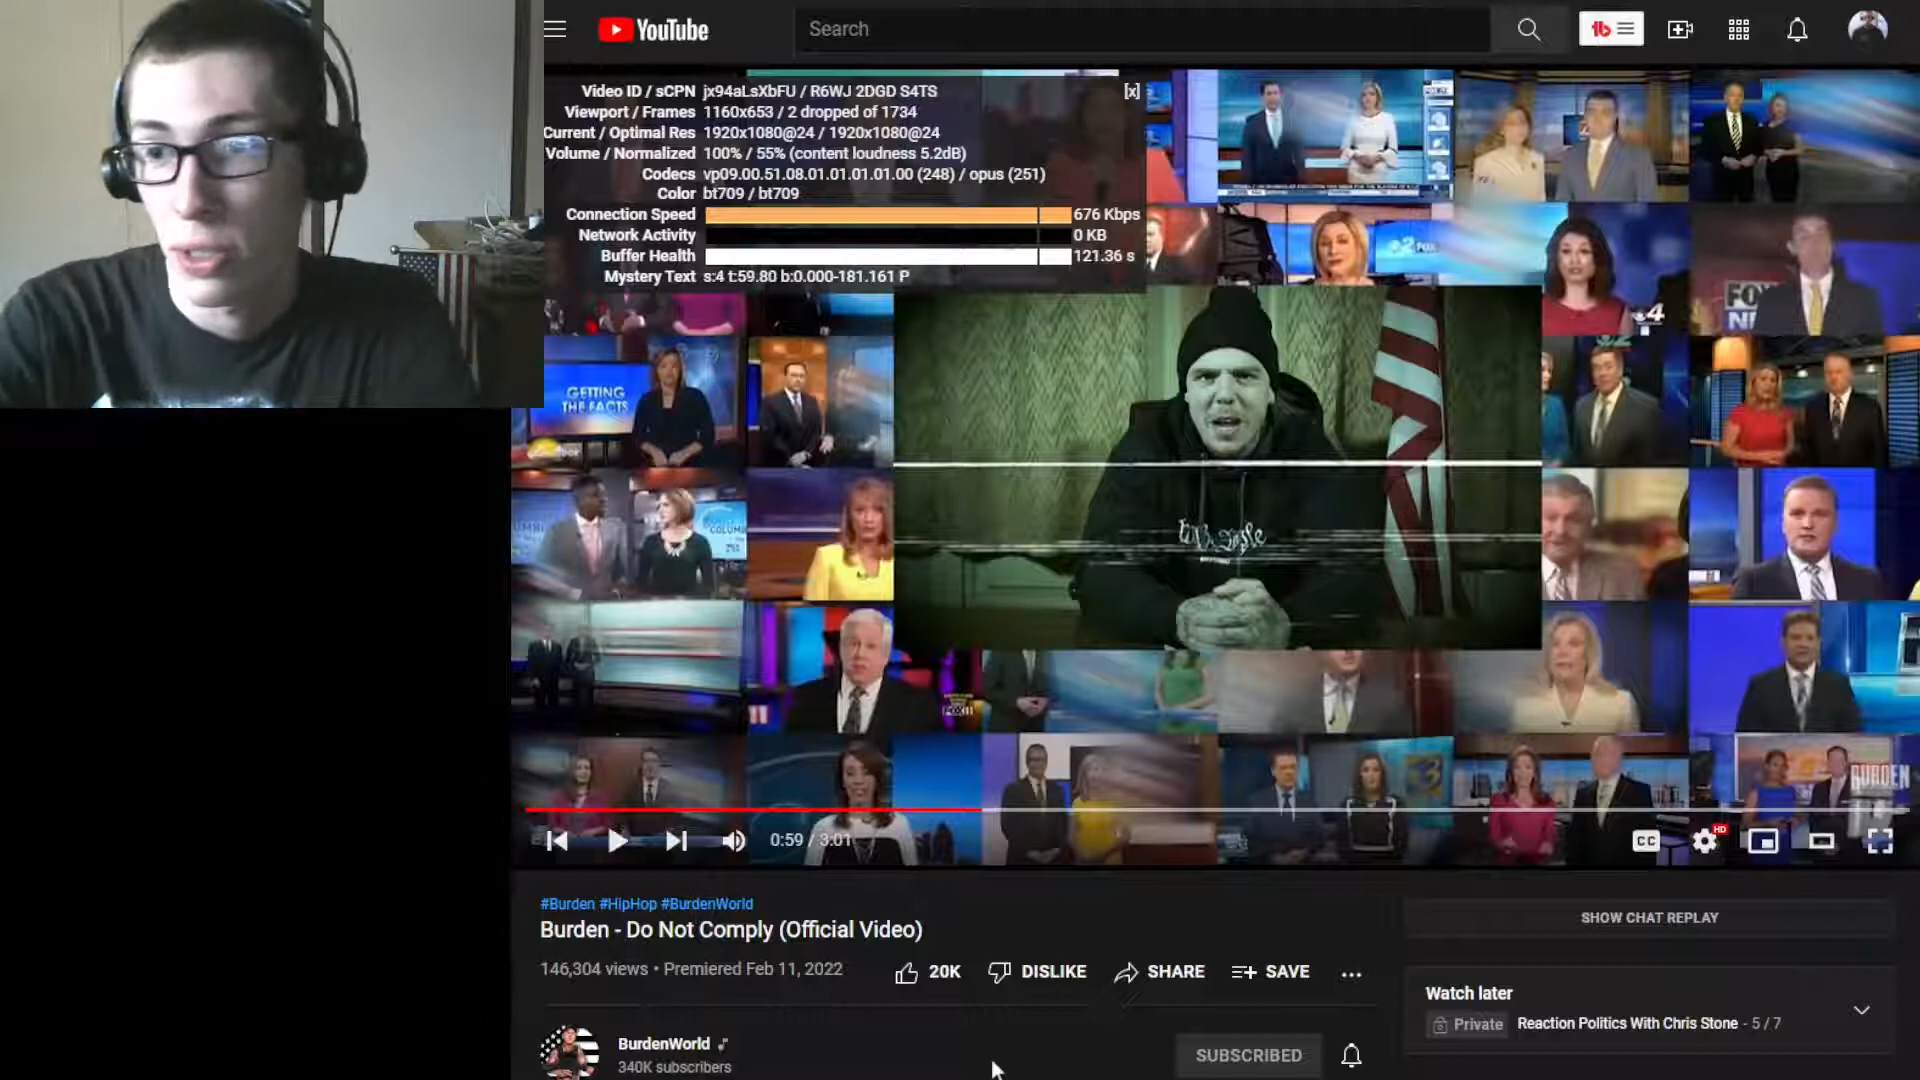 YouTube
Search
Video ID / sCPN jx94aLsXbFU / R6WJ 2DGD S4TS
[x]
Viewport / Frames 1160x653 / 2 dropped of 1734
Current / Optimal Res 1920x1080@24 / 1920x1080@24
Volume / Normalized 100% / 55% (content loudness 5.2dB)
Codecs vp09.00.51.08.01.01.01.01.00 (248) / opus (251)
Color bt709 / bt709
Connection Speed 676 Kbps
Network Activity 0 KB
Buffer Health 121.36 s
Mystery Text s:4 t:59.80 b:0.000-181.161 P
GETTING
THE FACTS
We the People
BURDEN
0:59 / 3:01
CC
HD
#Burden #HipHop #BurdenWorld
Burden - Do Not Comply (Official Video)
146,304 views • Premiered Feb 11, 2022
20K
DISLIKE
SHARE
SAVE
SHOW CHAT REPLAY
Watch later
Private Reaction Politics With Chris Stone - 5 / 7
BurdenWorld
340K subscribers
SUBSCRIBED